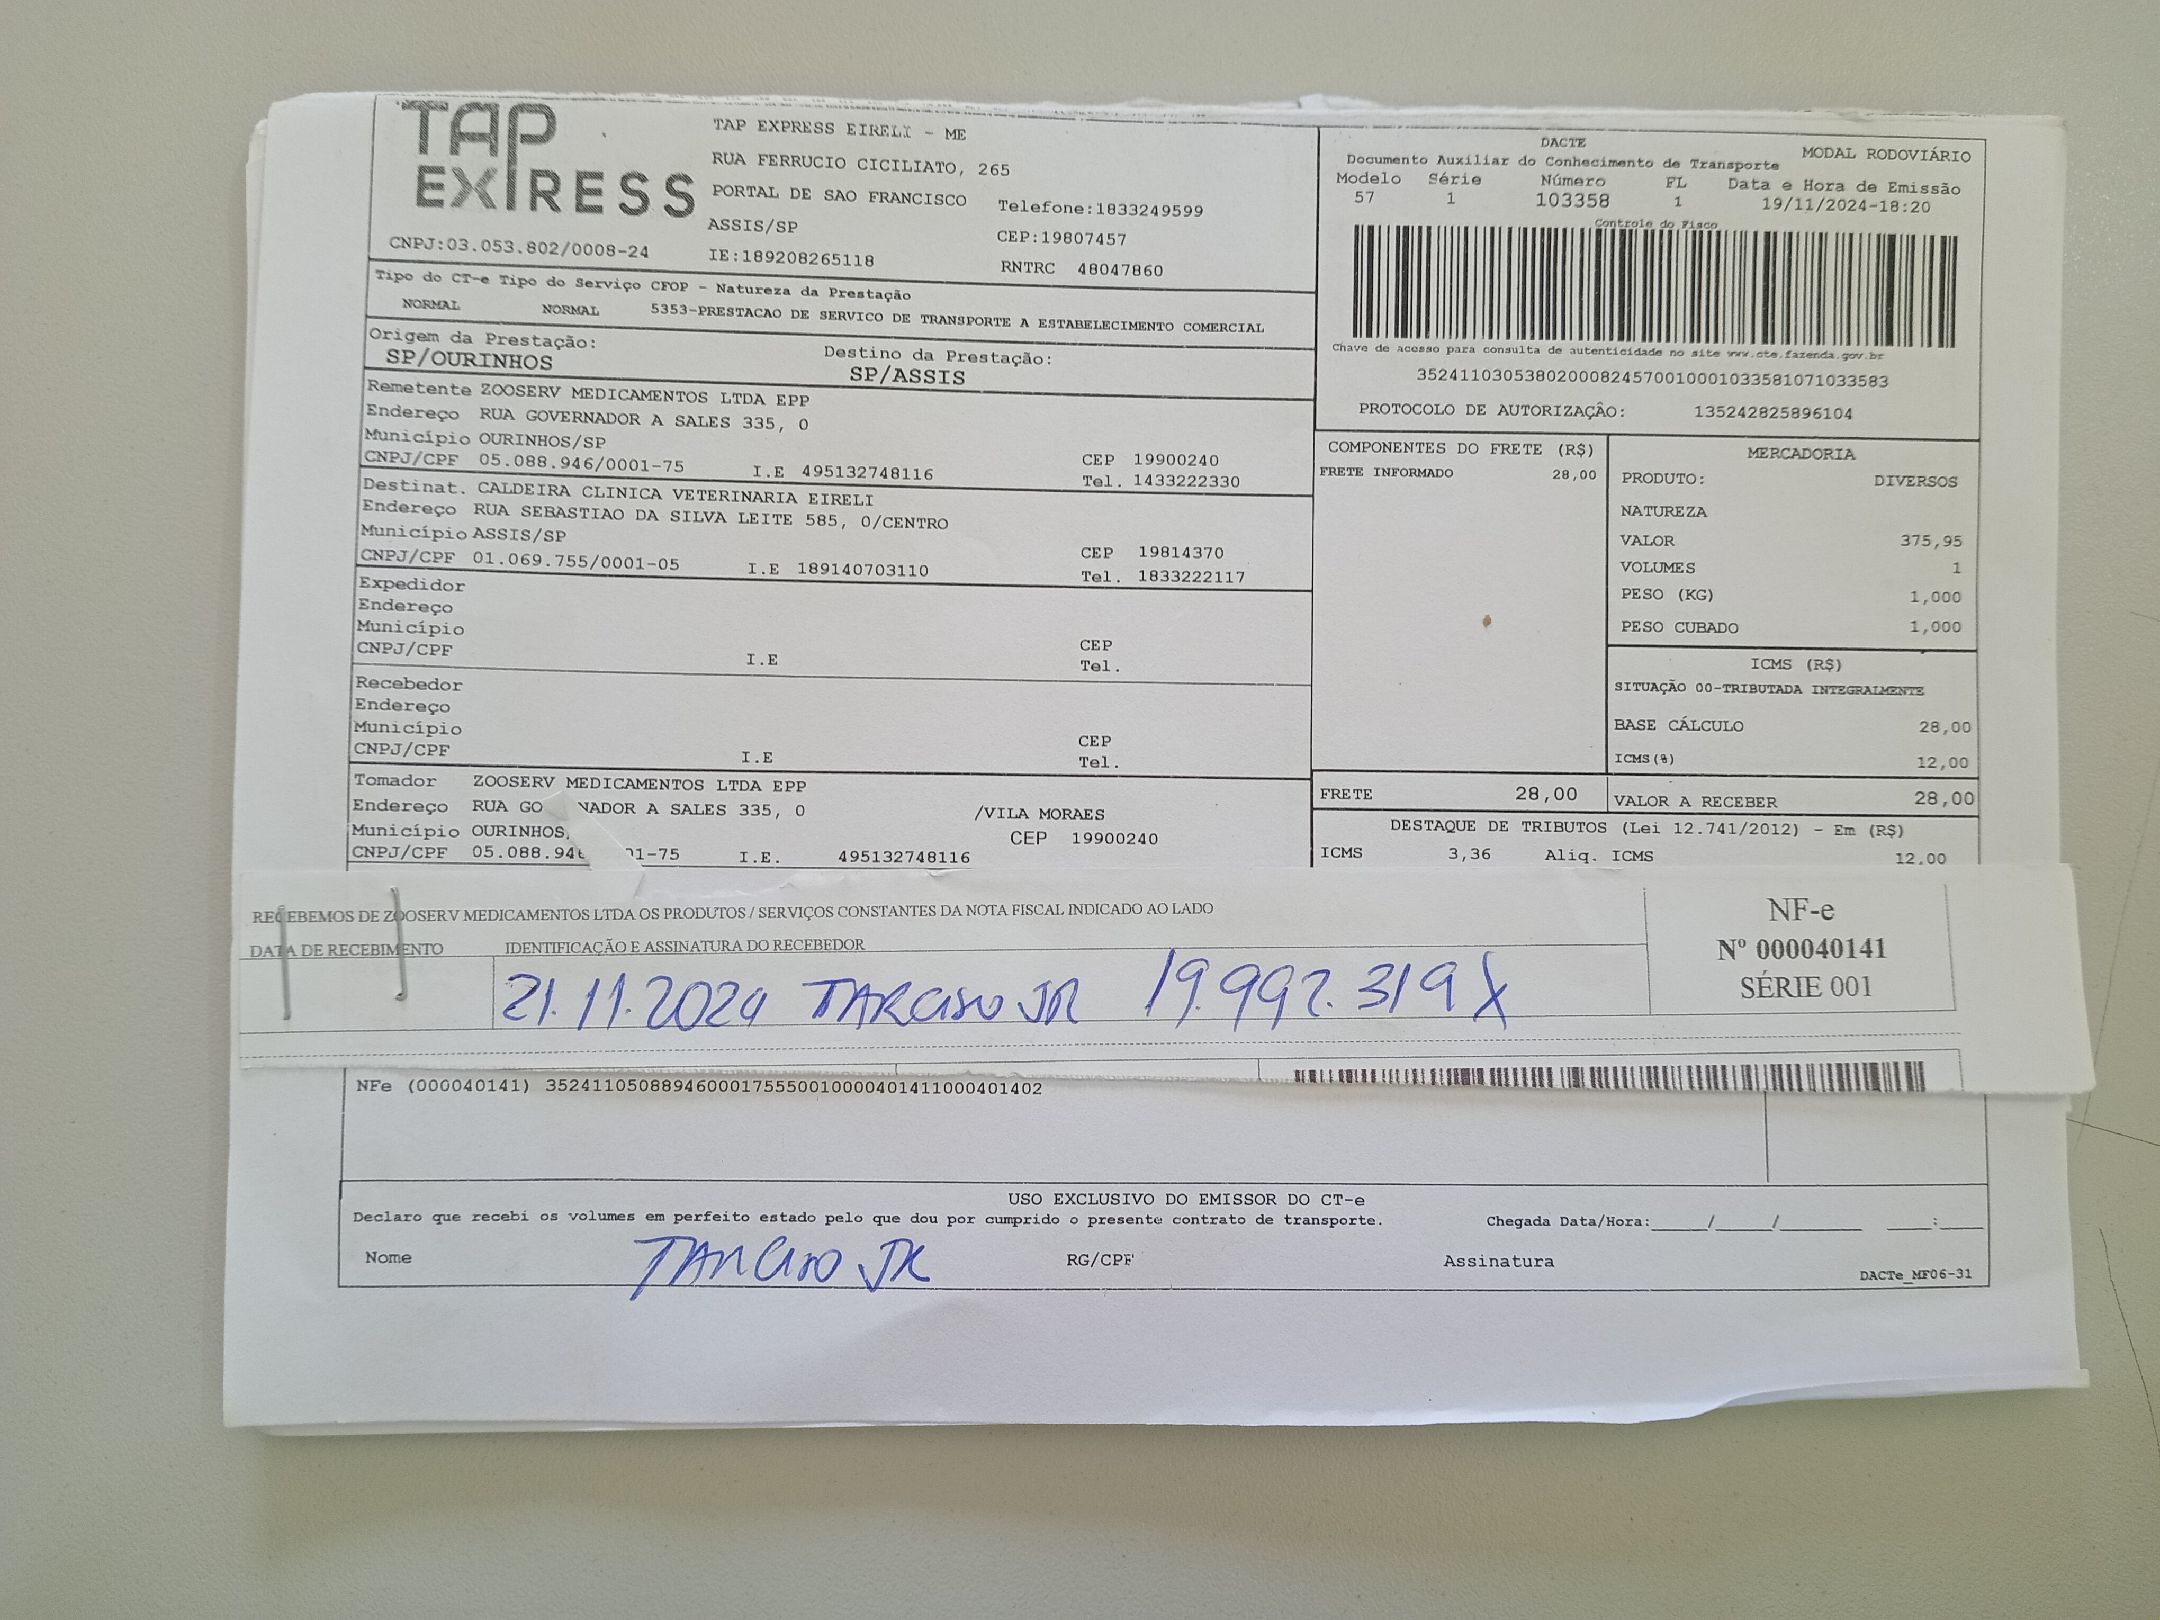 TAP
EXPRESS
TAP EXPRESS EIRELI - ME
RUA FERRUCIO CICILIATO, 265
PORTAL DE SAO FRANCISCO
Telefone:1833249599
ASSIS/SP
CEP:19807457
CNPJ:03.053.802/0008-24
IE:189208265118
RNTRC 48047860
DACTE
Documento Auxiliar do Conhecimento de Transporte
MODAL RODOVIÁRIO
Modelo Série Número FL Data e Hora de Emissão
57 1 103358 1 19/11/2024-18:20
Controle do Fisco
Chave de acesso para consulta de autenticidade no site www.cte.fazenda.gov.br
35241103053802000824570010001033581071033583
PROTOCOLO DE AUTORIZAÇÃO: 135242825896104
Tipo do CT-e Tipo do Serviço CFOP - Natureza da Prestação
NORMAL NORMAL 5353-PRESTACAO DE SERVICO DE TRANSPORTE A ESTABELECIMENTO COMERCIAL
Origem da Prestação: Destino da Prestação:
SP/OURINHOS SP/ASSIS
Remetente ZOOSERV MEDICAMENTOS LTDA EPP
Endereço RUA GOVERNADOR A SALES 335, 0
Município OURINHOS/SP CEP 19900240
CNPJ/CPF 05.088.946/0001-75 I.E 495132748116 Tel. 1433222330
Destinat. CALDEIRA CLINICA VETERINARIA EIRELI
Endereço RUA SEBASTIAO DA SILVA LEITE 585, 0/CENTRO
Município ASSIS/SP CEP 19814370
CNPJ/CPF 01.069.755/0001-05 I.E 189140703110 Tel. 1833222117
Expedidor
Endereço
Município CEP
CNPJ/CPF I.E Tel.
Recebedor
Endereço
Município CEP
CNPJ/CPF I.E Tel.
Tomador ZOOSERV MEDICAMENTOS LTDA EPP
Endereço RUA GO NADOR A SALES 335, 0 /VILA MORAES
Município OURINHOS, CEP 19900240
CNPJ/CPF 05.088.946 01-75 I.E. 495132748116
COMPONENTES DO FRETE (R$)
FRETE INFORMADO 28,00
MERCADORIA
PRODUTO: DIVERSOS
NATUREZA
VALOR 375,95
VOLUMES 1
PESO (KG) 1,000
PESO CUBADO 1,000
ICMS (R$)
SITUAÇÃO 00-TRIBUTADA INTEGRALMENTE
BASE CÁLCULO 28,00
ICMS(%) 12,00
FRETE 28,00 VALOR A RECEBER 28,00
DESTAQUE DE TRIBUTOS (Lei 12.741/2012) - Em (R$)
ICMS 3,36 Aliq. ICMS 12,00
RECEBEMOS DE ZOOSERV MEDICAMENTOS LTDA OS PRODUTOS / SERVIÇOS CONSTANTES DA NOTA FISCAL INDICADO AO LADO
DATA DE RECEBIMENTO IDENTIFICAÇÃO E ASSINATURA DO RECEBEDOR
21.11.2024 TARCISO JR 19.992.319X
NF-e
Nº 000040141
SÉRIE 001
NFe (000040141) 35241105088946000175550010000401411000401402
USO EXCLUSIVO DO EMISSOR DO CT-e
Declaro que recebi os volumes em perfeito estado pelo que dou por cumprido o presente contrato de transporte. Chegada Data/Hora:_____/_____/_______ ____:____
Nome TARCISO JR RG/CPF Assinatura
DACTe_MF06-31